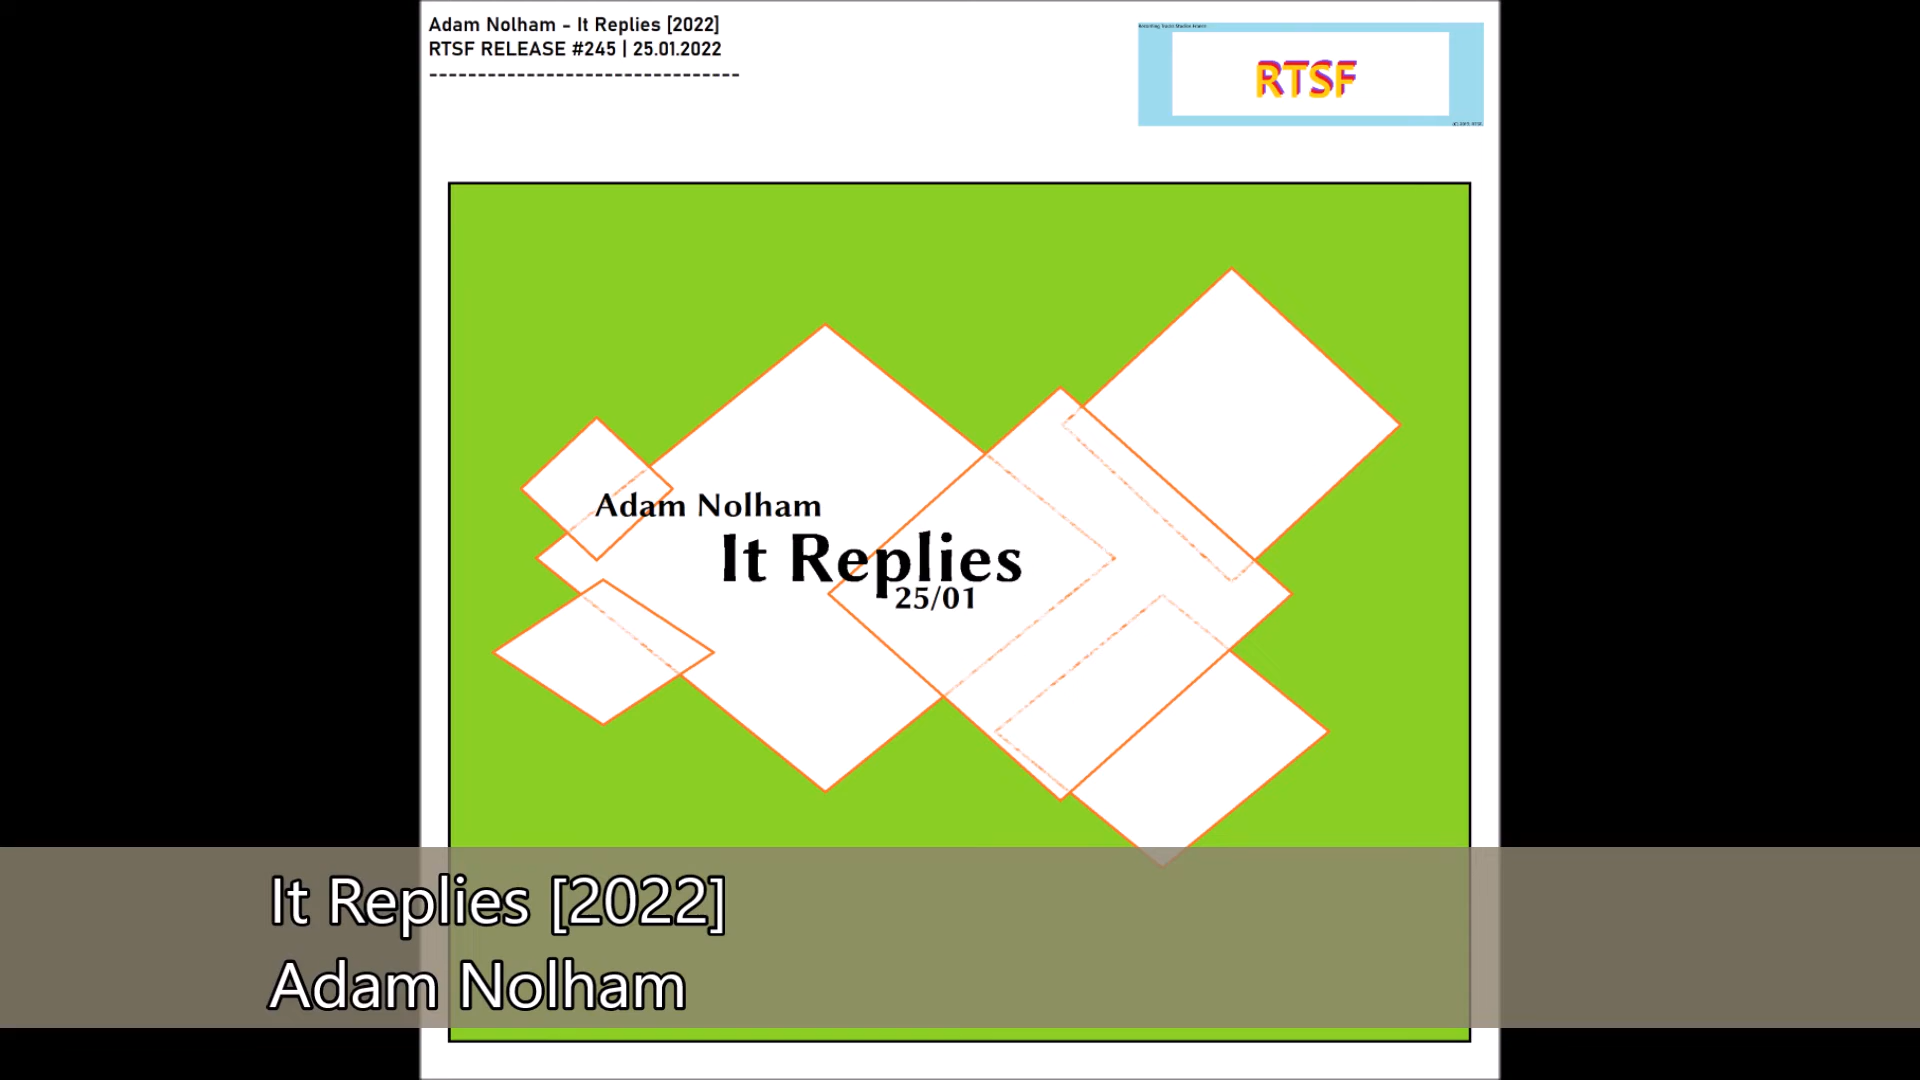 Adam Nolham - It Replies [2022]
RTSF RELEASE #245 | 25.01.2022
--------------------------------
RTSF
Adam Nolham
It Replies
25/01
It Replies [2022]
Adam Nolham